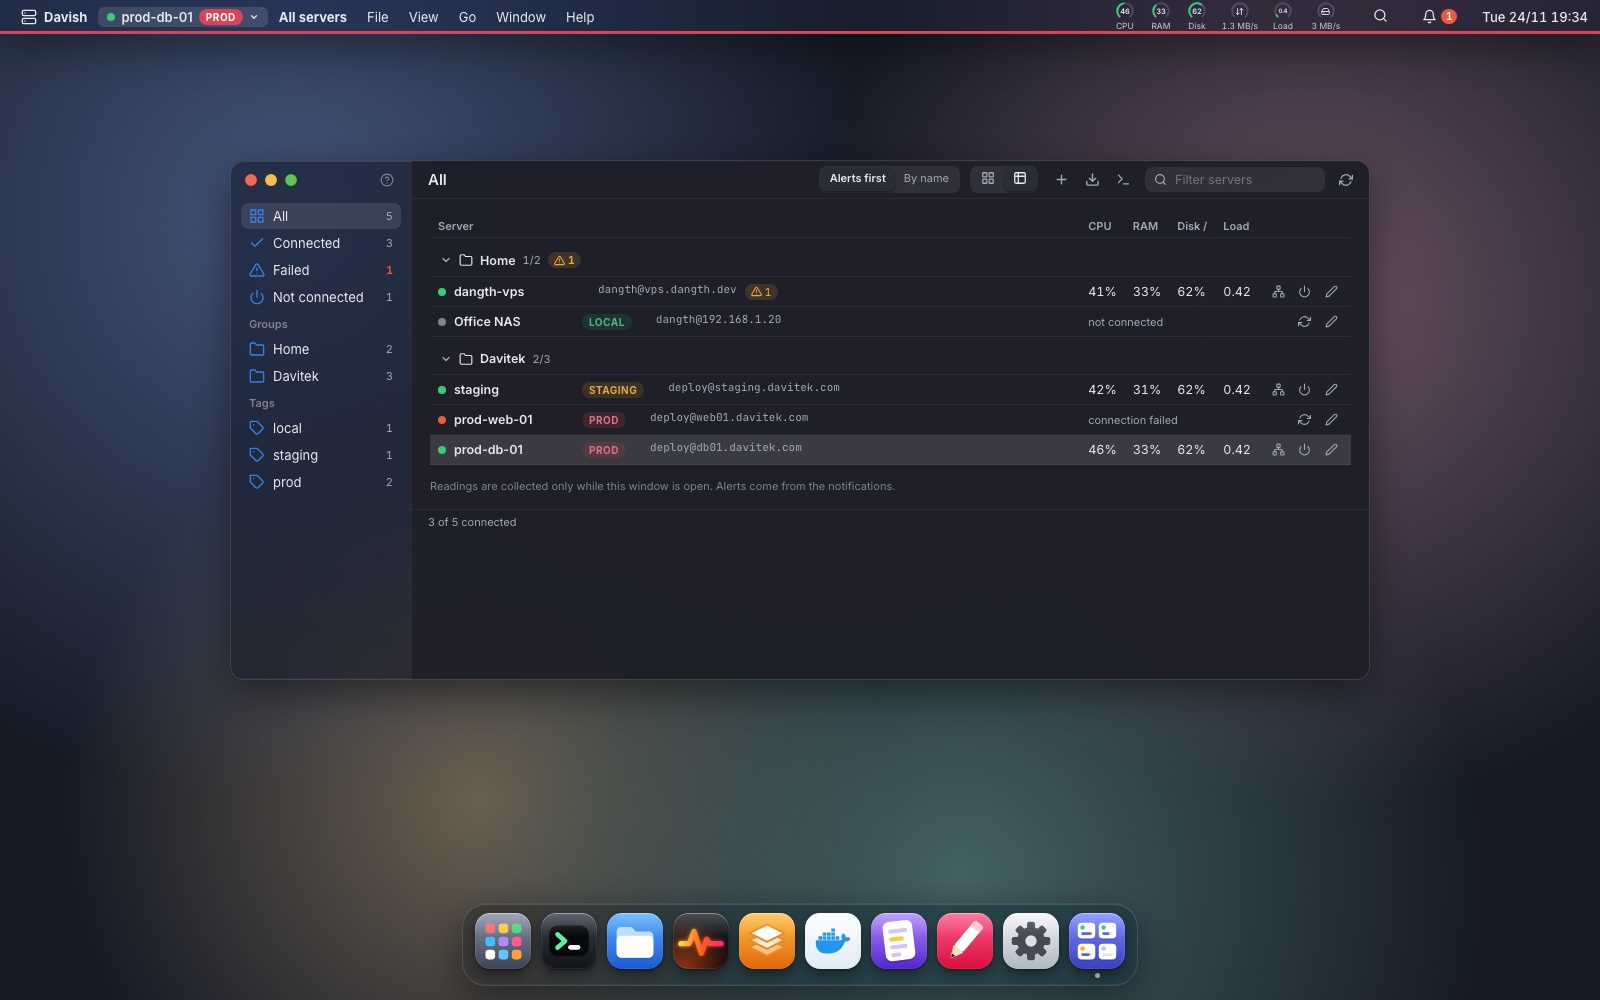 Davish prod-db-01 PROD All servers File View Go Window Help
46 33 62 0.4
CPU RAM Disk 1.3 MB/s Load 3 MB/s
1 Tue 24/11 19:34
All Alerts first By name Filter servers
All 5
Connected 3
Failed 1
Not connected 1
Groups
Home 2
Davitek 3
Tags
local 1
staging 1
prod 2
Server CPU RAM Disk / Load
Home 1/2 1
dangth-vps dangth@vps.dangth.dev 1 41% 33% 62% 0.42
Office NAS LOCAL dangth@192.168.1.20 not connected
Davitek 2/3
staging STAGING deploy@staging.davitek.com 42% 31% 62% 0.42
prod-web-01 PROD deploy@web01.davitek.com connection failed
prod-db-01 PROD deploy@db01.davitek.com 46% 33% 62% 0.42
Readings are collected only while this window is open. Alerts come from the notifications.
3 of 5 connected